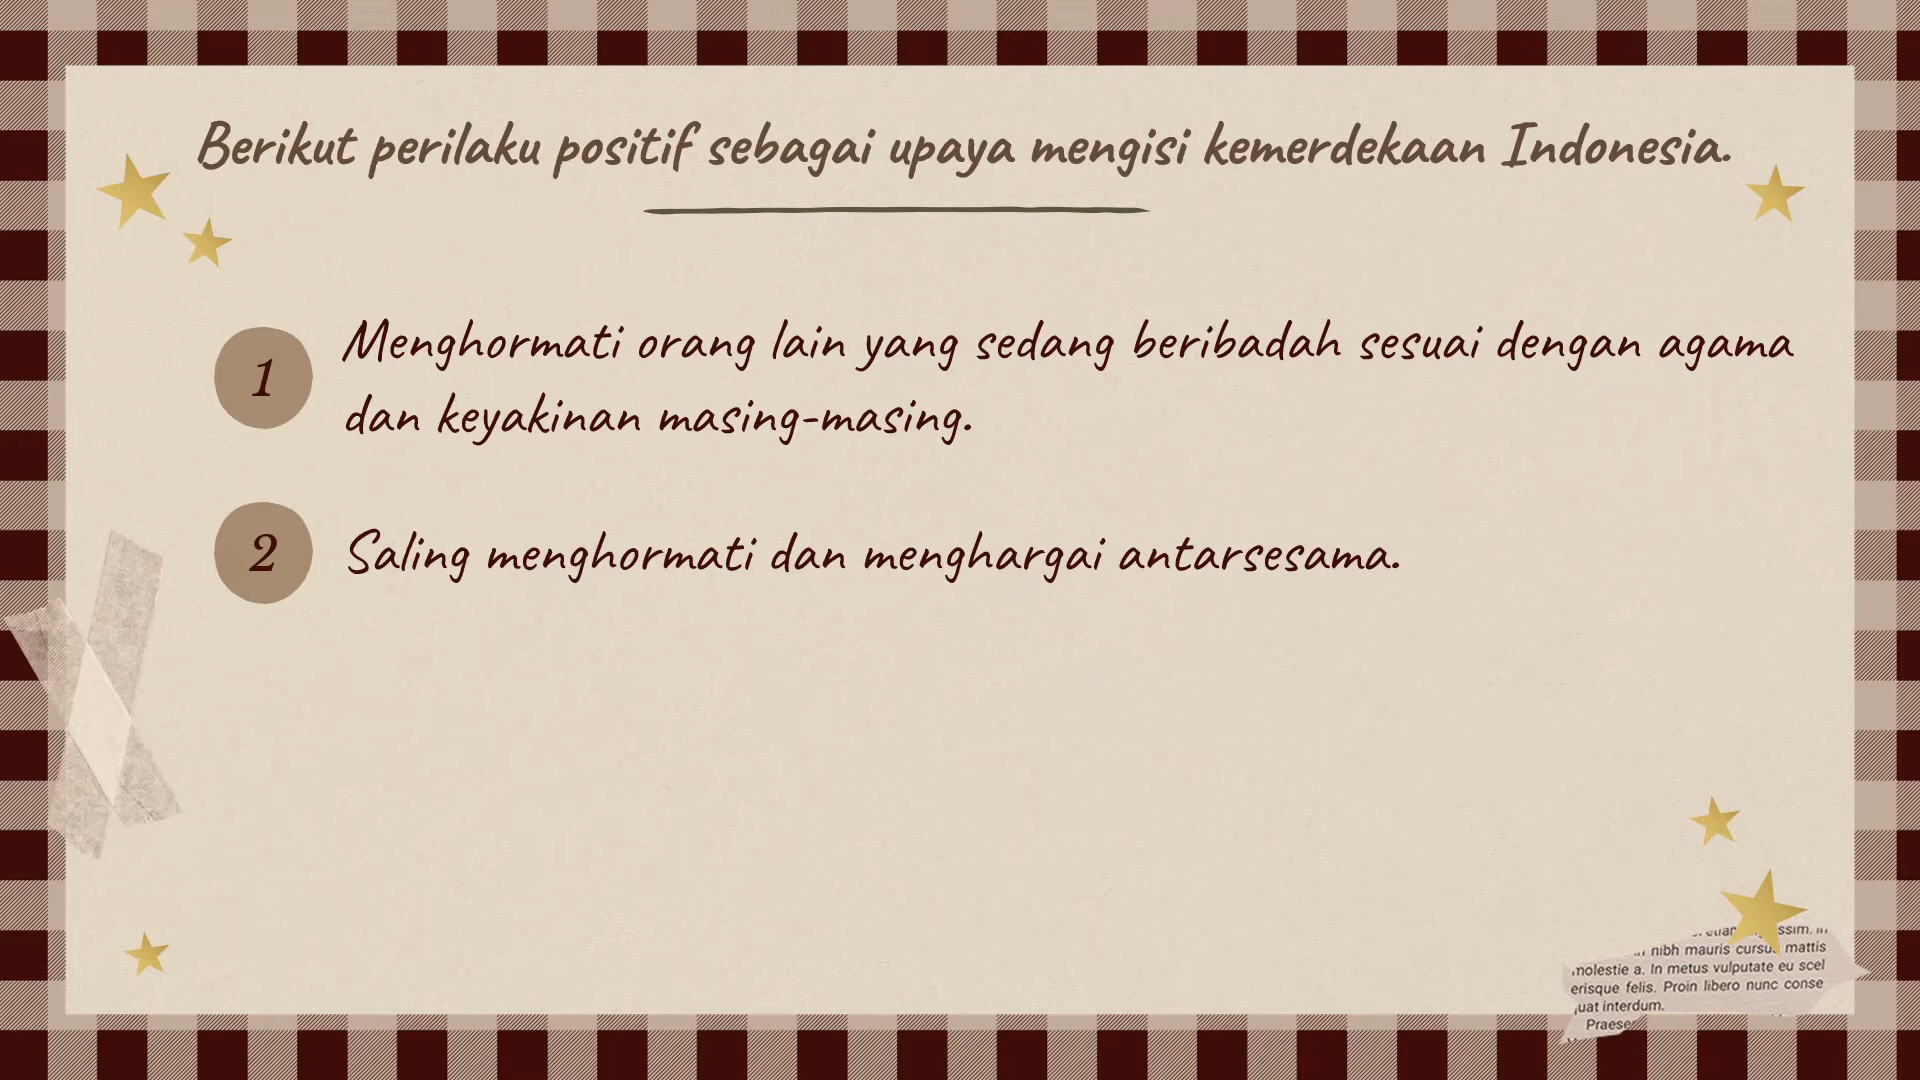 Berikut perilaku positif sebagai upaya mengisi kemerdekaan Indonesia.
1
Menghormati orang lain yang sedang beribadah sesuai dengan agama
dan keyakinan masing-masing.
2
Saling menghormati dan menghargai antarsesama.
nibh mauris mattis
molestie a. In metus vulputate eu scel
erisque felis. Proin libero nunc conse
interdum.